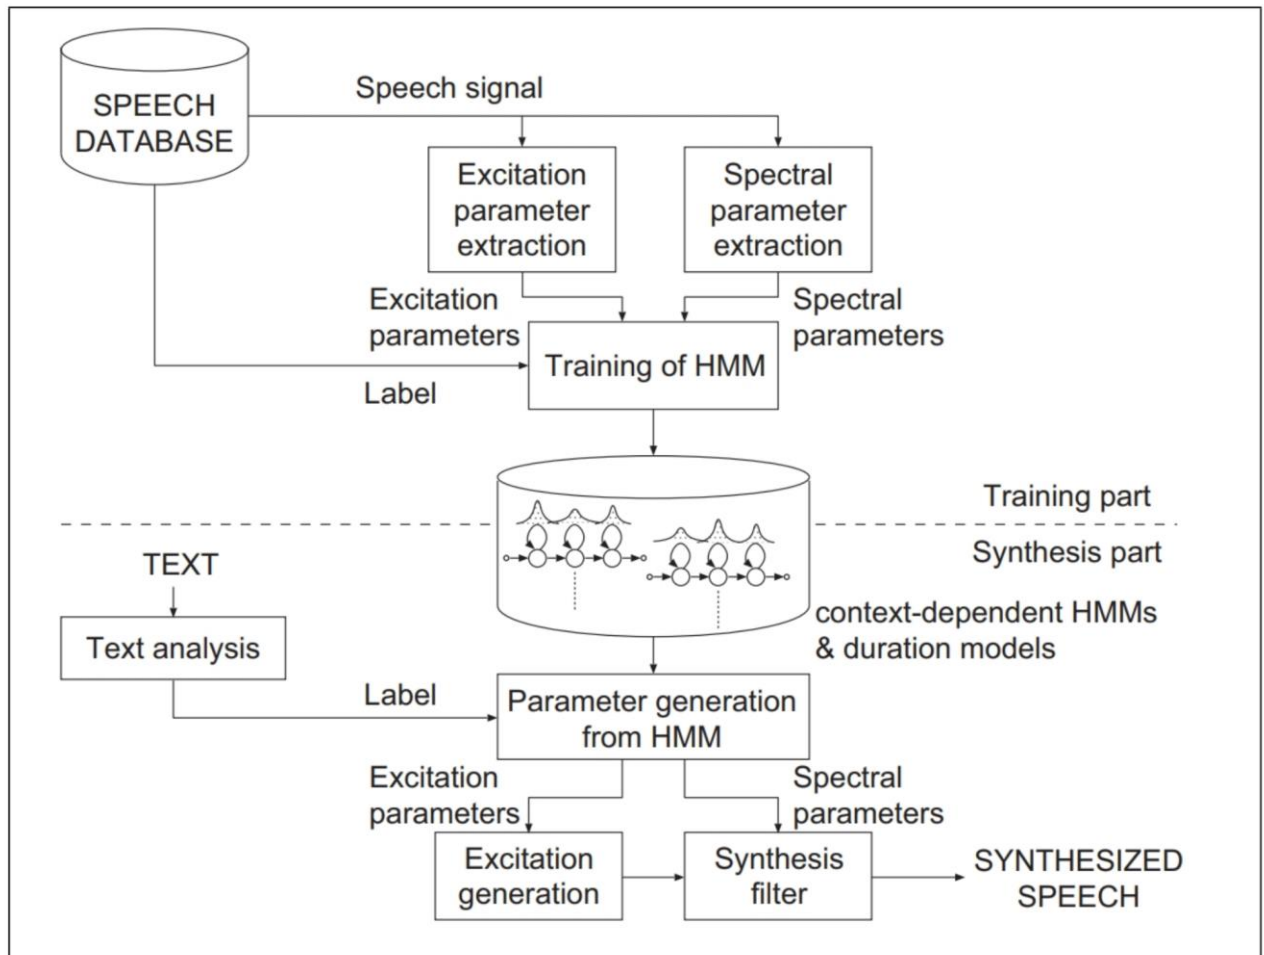 SPEECH
DATABASE
Speech signal
Excitation
parameter
extraction
Spectral
parameter
extraction
Excitation
parameters
Spectral
parameters
Training of HMM
Label
Training part
Synthesis part
TEXT
context-dependent HMMs
& duration models
Text analysis
Label
Parameter generation
from HMM
Excitation
parameters
Spectral
parameters
Excitation
generation
Synthesis
filter
SYNTHESIZED
SPEECH